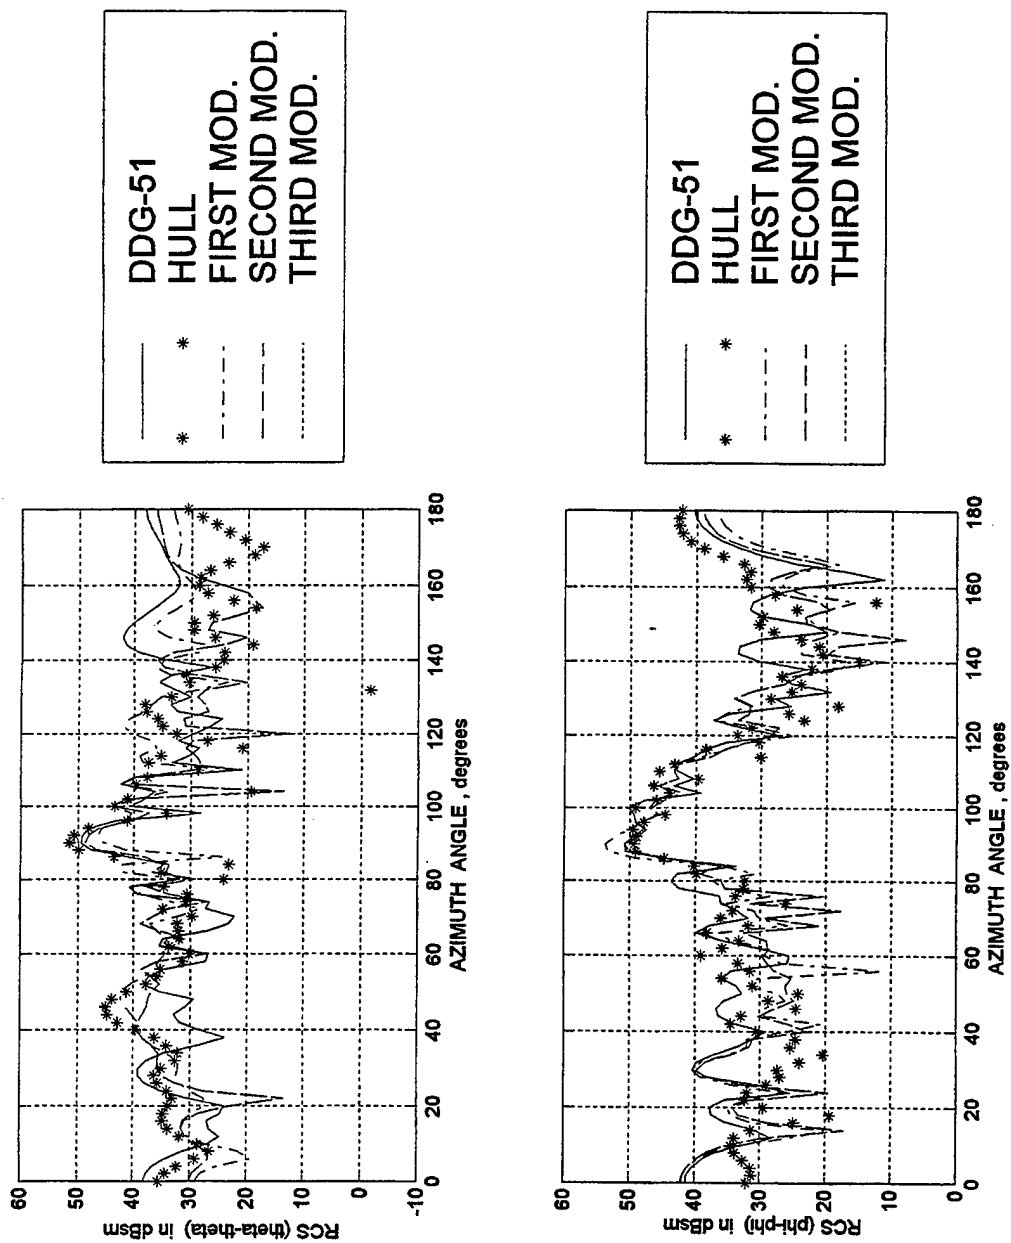 DDG-51
HULL
FIRST MOD.
SECOND MOD.
THIRD MOD.
60
50
40
30
20
10
0
-10
RCS (theta-theta) in dBsm
0
20
40
60
80
100
120
140
160
180
AZIMUTH ANGLE , degrees
DDG-51
HULL
FIRST MOD.
SECOND MOD.
THIRD MOD.
60
50
40
30
20
10
0
RCS (phi-phi) in dBsm
0
20
40
60
80
100
120
140
160
180
AZIMUTH ANGLE , degrees